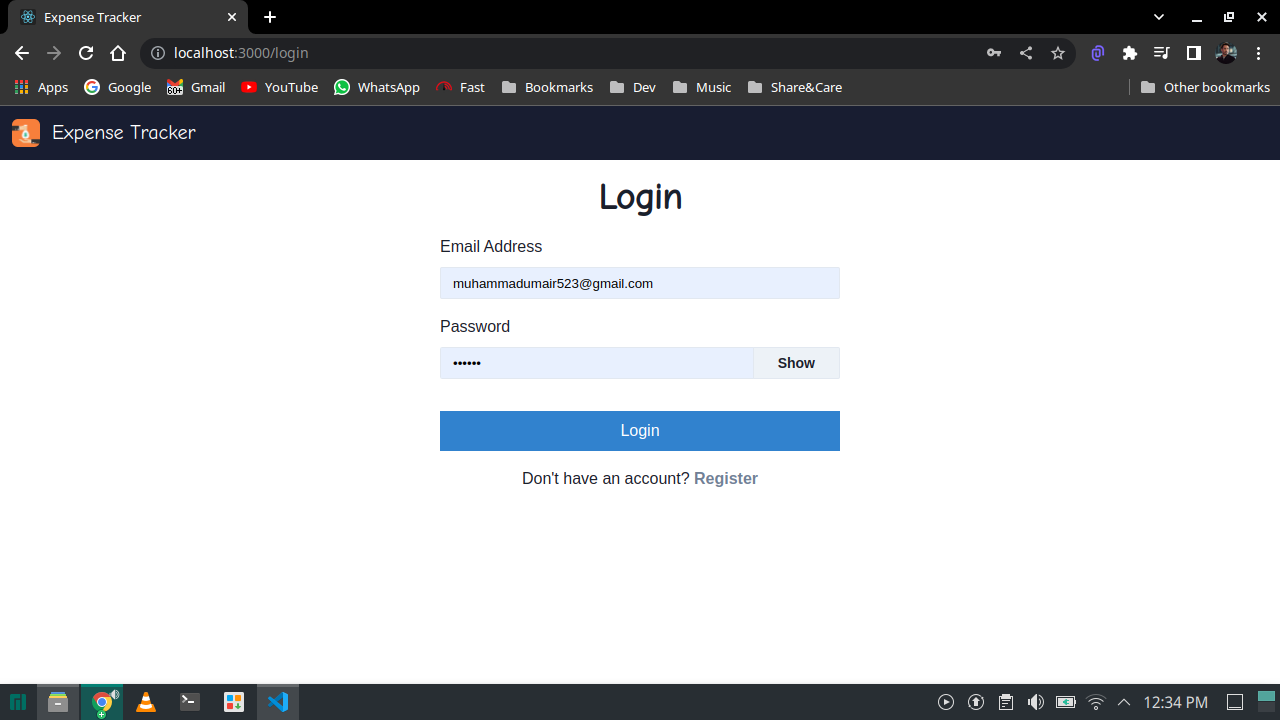 Expense Tracker
localhost:3000/login
Apps Google Gmail YouTube WhatsApp Fast Bookmarks Dev Music Share&Care Other bookmarks
60+
Expense Tracker
Login
Email Address
muhammadumair523@gmail.com
Password
•••••• Show
Login
Don't have an account? Register
12:34 PM